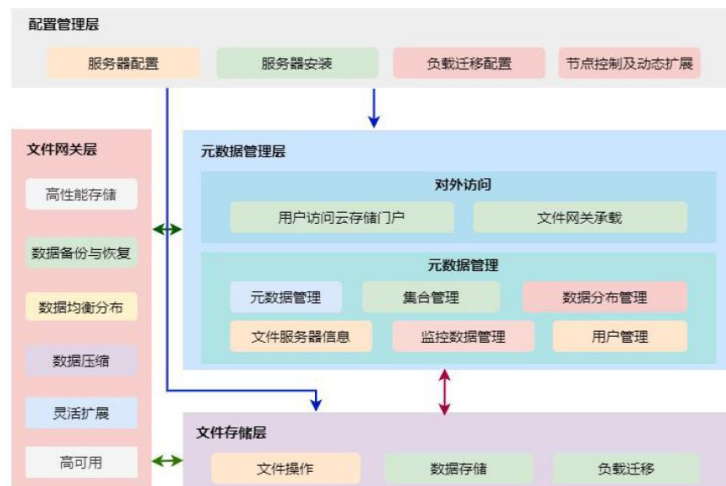 配置管理层
服务器配置
服务器安装
负载迁移配置
节点控制及动态扩展
文件网关层
高性能存储
数据备份与恢复
数据均衡分布
数据压缩
灵活扩展
高可用
元数据管理层
对外访问
用户访问云存储门户
文件网关承载
元数据管理
元数据管理
集合管理
数据分布管理
文件服务器信息
监控数据管理
用户管理
文件存储层
文件操作
数据存储
负载迁移